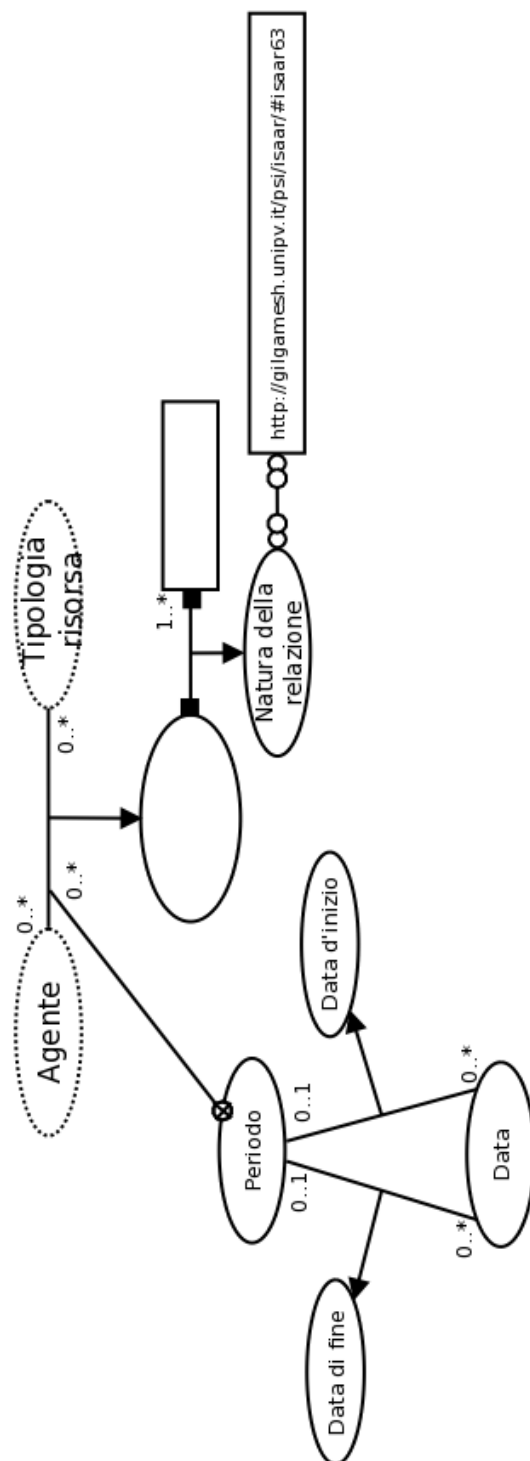 Agente
0..*
0..*
0..*
Tipologia
risorsa
1..*
Periodo
0..1
0..1
Natura della
relazione
http://gilgamesh.unipv.it/psi/isaar/#isaar63
Data di fine
Data d'inizio
0..*
0..*
Data